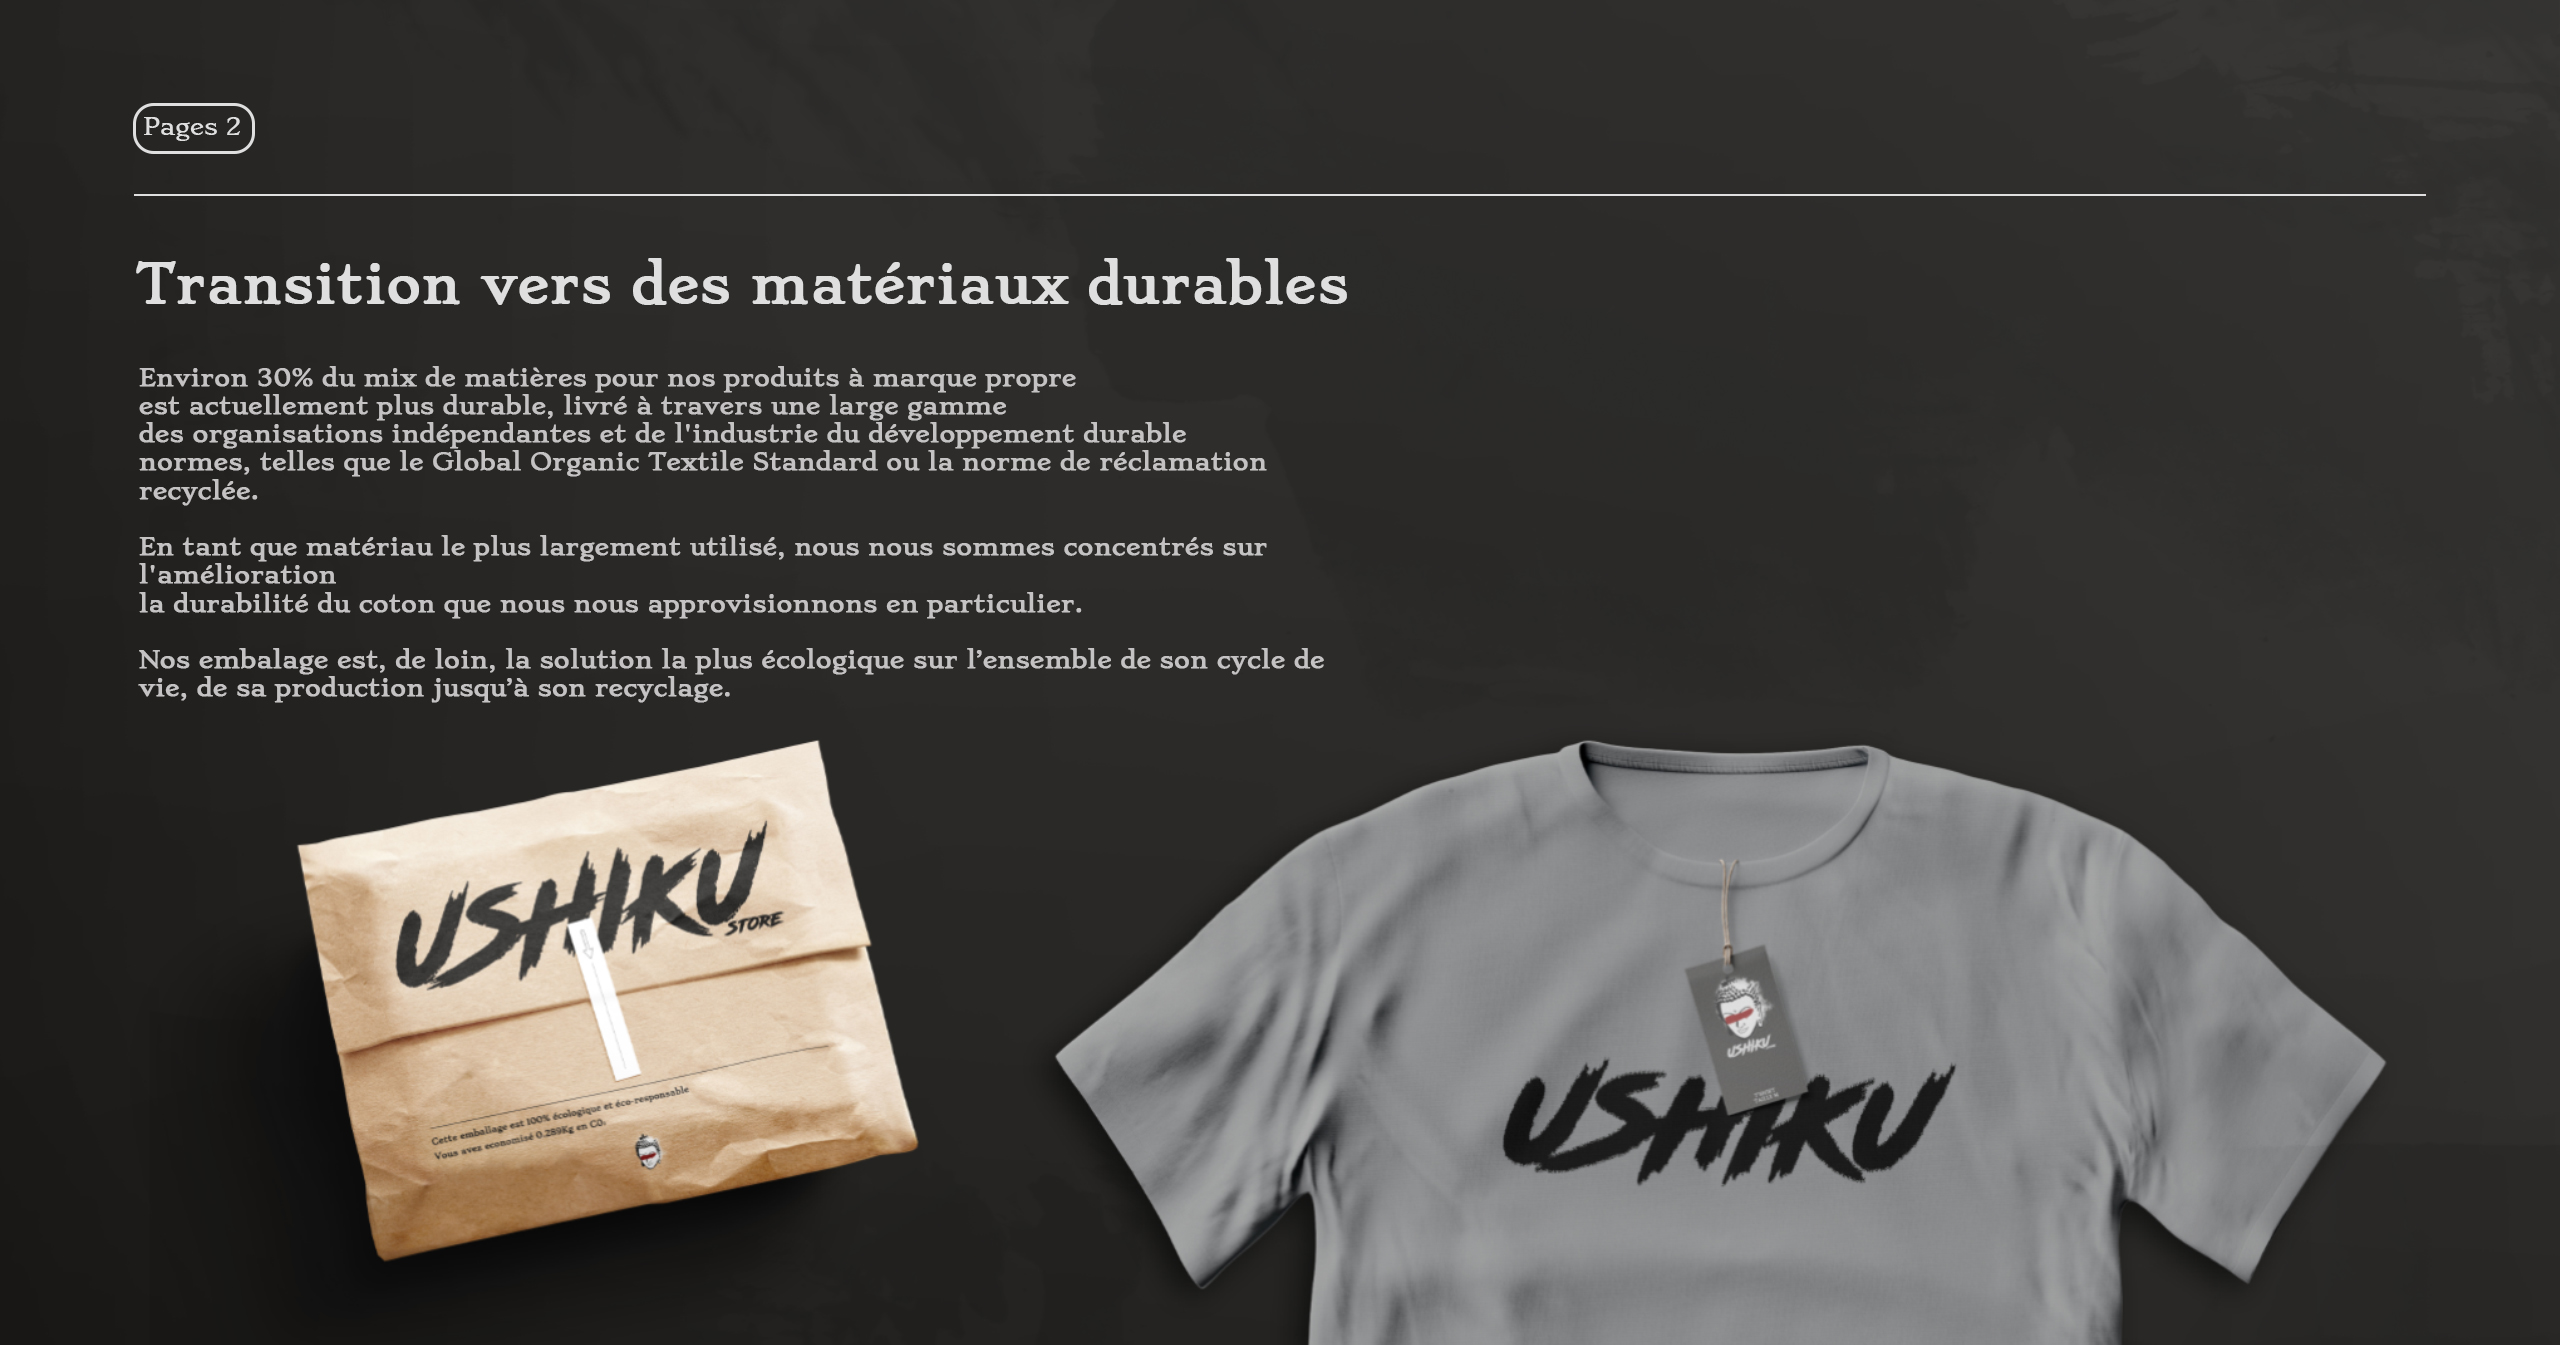 Pages 2
Transition vers des matériaux durables
Environ 30% du mix de matières pour nos produits à marque propre
est actuellement plus durable, livré à travers une large gamme
des organisations indépendantes et de l'industrie du développement durable
normes, telles que le Global Organic Textile Standard ou la norme de réclamation
recyclée.
En tant que matériau le plus largement utilisé, nous nous sommes concentrés sur
l'amélioration
la durabilité du coton que nous nous approvisionnons en particulier.
Nos embalage est, de loin, la solution la plus écologique sur l’ensemble de son cycle de
vie, de sa production jusqu’à son recyclage.
USHIKU
STORE
Cette emballage est 100% écologique et éco-responsable
Vous avez economisé 0.289Kg en CO₂
USHIKU
USHIKU